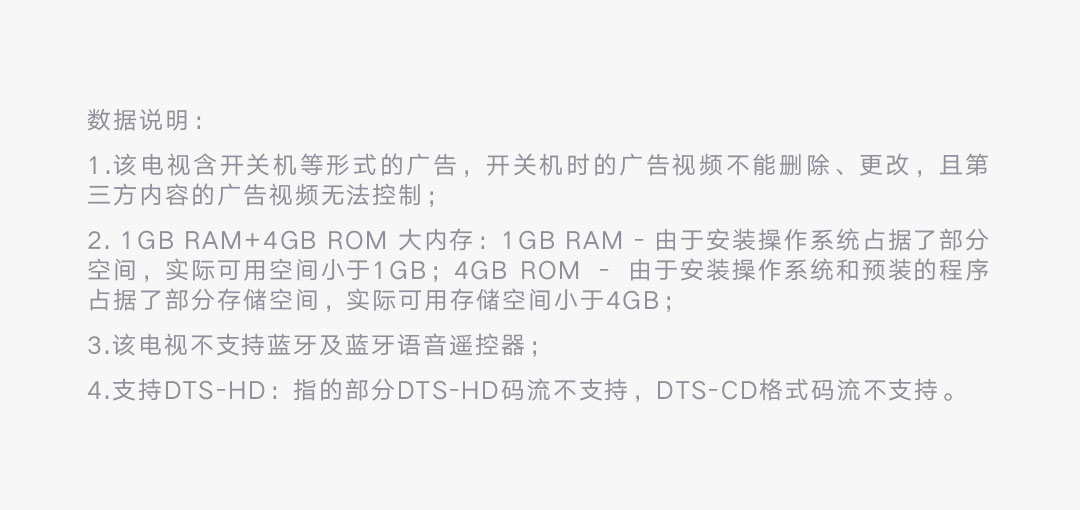 数据说明：
1.该电视含开关机等形式的广告，开关机时的广告视频不能删除、更改，且第
三方内容的广告视频无法控制；
2. 1GB RAM+4GB ROM 大内存：1GB RAM - 由于安装操作系统占据了部分
空间，实际可用空间小于1GB；4GB ROM - 由于安装操作系统和预装的程序
占据了部分存储空间，实际可用存储空间小于4GB；
3.该电视不支持蓝牙及蓝牙语音遥控器；
4.支持DTS-HD：指的部分DTS-HD码流不支持，DTS-CD格式码流不支持。